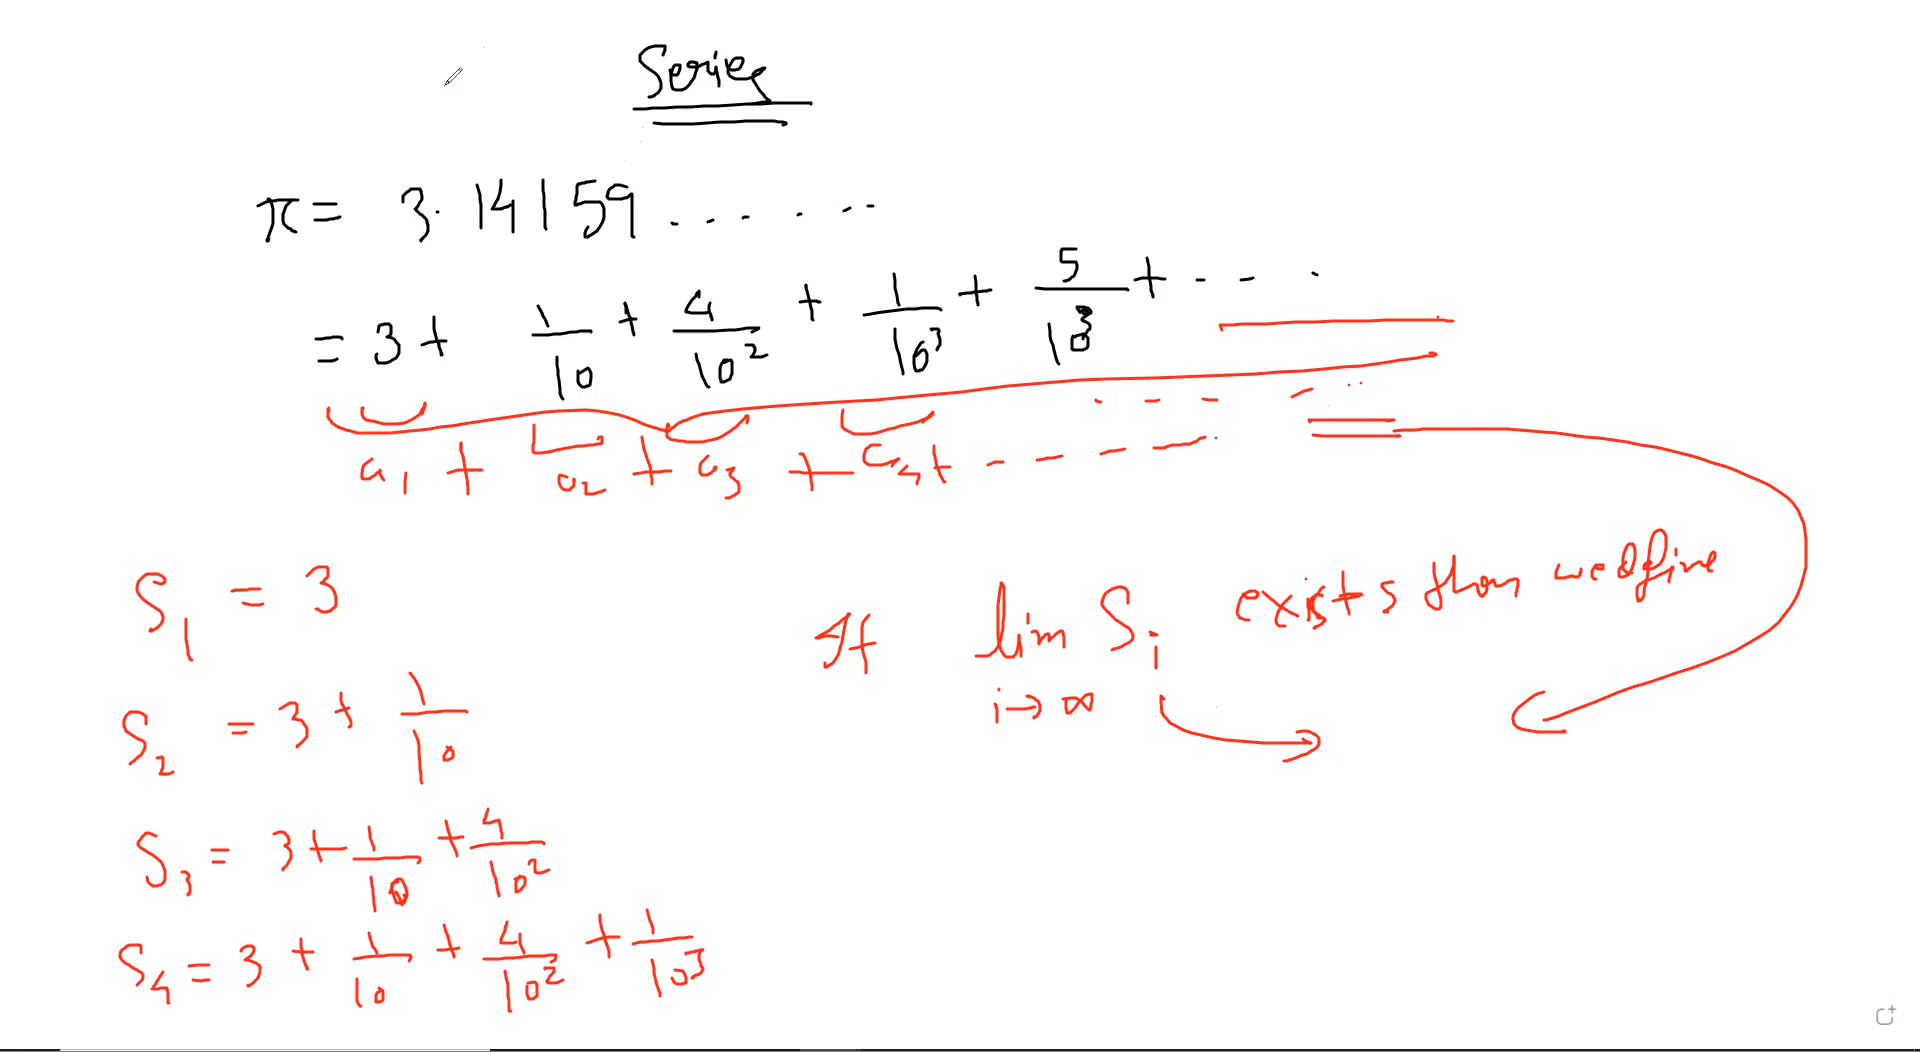 Series
π = 3.14159.......
= 3 + 1/10 + 4/10² + 1/10³ + 5/10³ + - - .
a₁ + a₂ + a₃ + a₄ + - - - - -
S₁ = 3
If lim S_i exists then we define
i → ∞
S₂ = 3 + 1/10
S₃ = 3 + 1/10 + 4/10²
S₄ = 3 + 1/10 + 4/10² + 1/10³